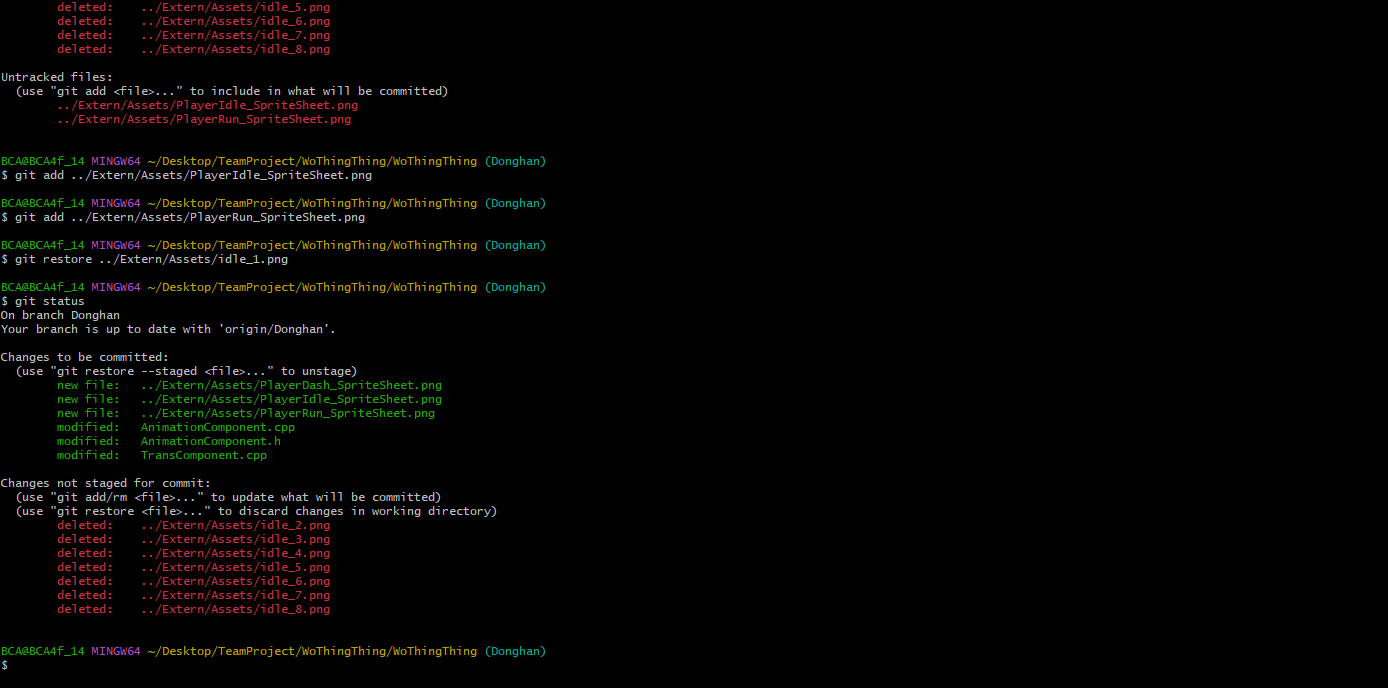 deleted:    ../Extern/Assets/idle_5.png
deleted:    ../Extern/Assets/idle_6.png
deleted:    ../Extern/Assets/idle_7.png
deleted:    ../Extern/Assets/idle_8.png
Untracked files:
(use "git add <file>..." to include in what will be committed)
../Extern/Assets/PlayerIdle_SpriteSheet.png
../Extern/Assets/PlayerRun_SpriteSheet.png
BCA@BCA4f_14 MINGW64 ~/Desktop/TeamProject/WoThingThing/WoThingThing (Donghan)
$ git add ../Extern/Assets/PlayerIdle_SpriteSheet.png
BCA@BCA4f_14 MINGW64 ~/Desktop/TeamProject/WoThingThing/WoThingThing (Donghan)
$ git add ../Extern/Assets/PlayerRun_SpriteSheet.png
BCA@BCA4f_14 MINGW64 ~/Desktop/TeamProject/WoThingThing/WoThingThing (Donghan)
$ git restore ../Extern/Assets/idle_1.png
BCA@BCA4f_14 MINGW64 ~/Desktop/TeamProject/WoThingThing/WoThingThing (Donghan)
$ git status
On branch Donghan
Your branch is up to date with 'origin/Donghan'.
Changes to be committed:
(use "git restore --staged <file>..." to unstage)
new file:   ../Extern/Assets/PlayerDash_SpriteSheet.png
new file:   ../Extern/Assets/PlayerIdle_SpriteSheet.png
new file:   ../Extern/Assets/PlayerRun_SpriteSheet.png
modified:   AnimationComponent.cpp
modified:   AnimationComponent.h
modified:   TransComponent.cpp
Changes not staged for commit:
(use "git add/rm <file>..." to update what will be committed)
(use "git restore <file>..." to discard changes in working directory)
deleted:    ../Extern/Assets/idle_2.png
deleted:    ../Extern/Assets/idle_3.png
deleted:    ../Extern/Assets/idle_4.png
deleted:    ../Extern/Assets/idle_5.png
deleted:    ../Extern/Assets/idle_6.png
deleted:    ../Extern/Assets/idle_7.png
deleted:    ../Extern/Assets/idle_8.png
BCA@BCA4f_14 MINGW64 ~/Desktop/TeamProject/WoThingThing/WoThingThing (Donghan)
$